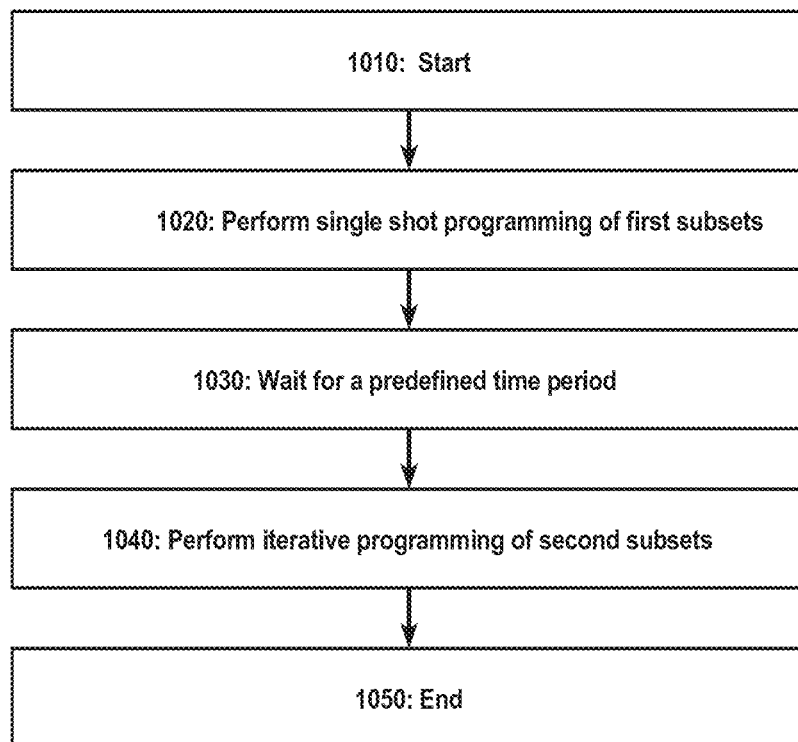 1010: Start
1020: Perform single shot programming of first subsets
1030: Wait for a predefined time period
1040: Perform iterative programming of second subsets
1050: End